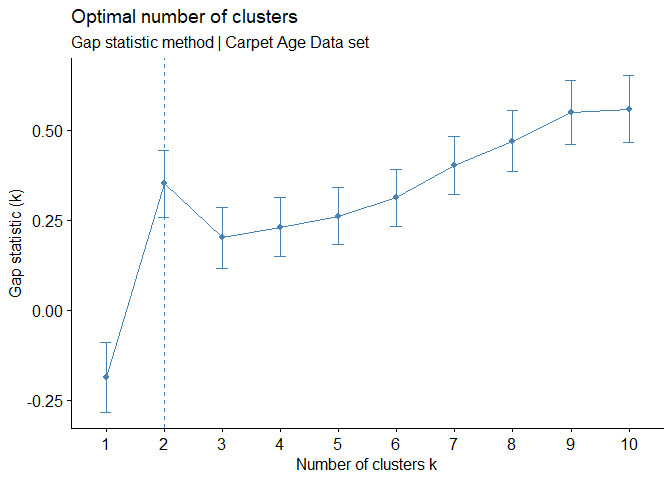 Optimal number of clusters
Gap statistic method | Carpet Age Data set
Gap statistic (k)
0.50
0.25
0.00
-0.25
1 2 3 4 5 6 7 8 9 10
Number of clusters k